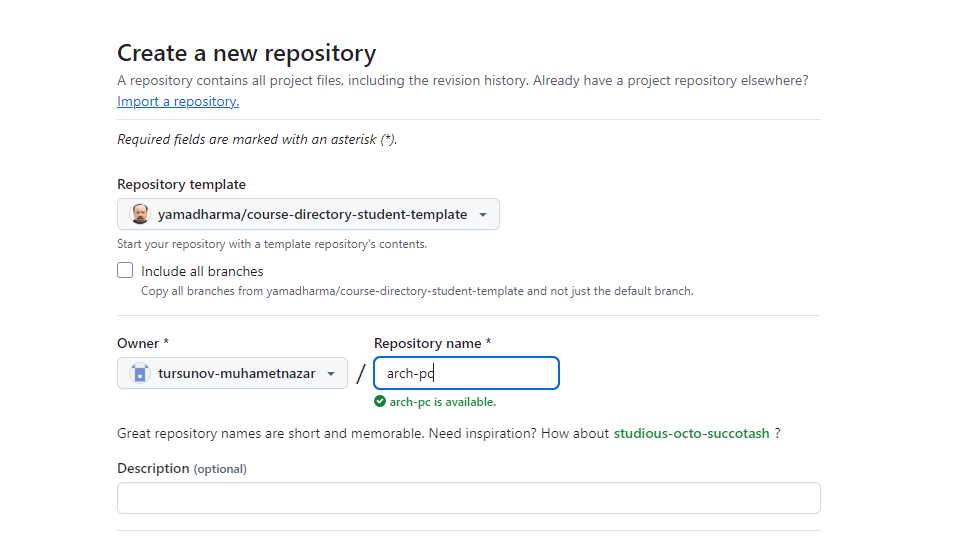 Create a new repository
A repository contains all project files, including the revision history. Already have a project repository elsewhere?
Import a repository.
Required fields are marked with an asterisk (*).
Repository template
yamadharma/course-directory-student-template
Start your repository with a template repository's contents.
Include all branches
Copy all branches from yamadharma/course-directory-student-template and not just the default branch.
Owner * Repository name *
tursunov-muhametnazar / arch-pc
arch-pc is available.
Great repository names are short and memorable. Need inspiration? How about studious-octo-succotash ?
Description (optional)